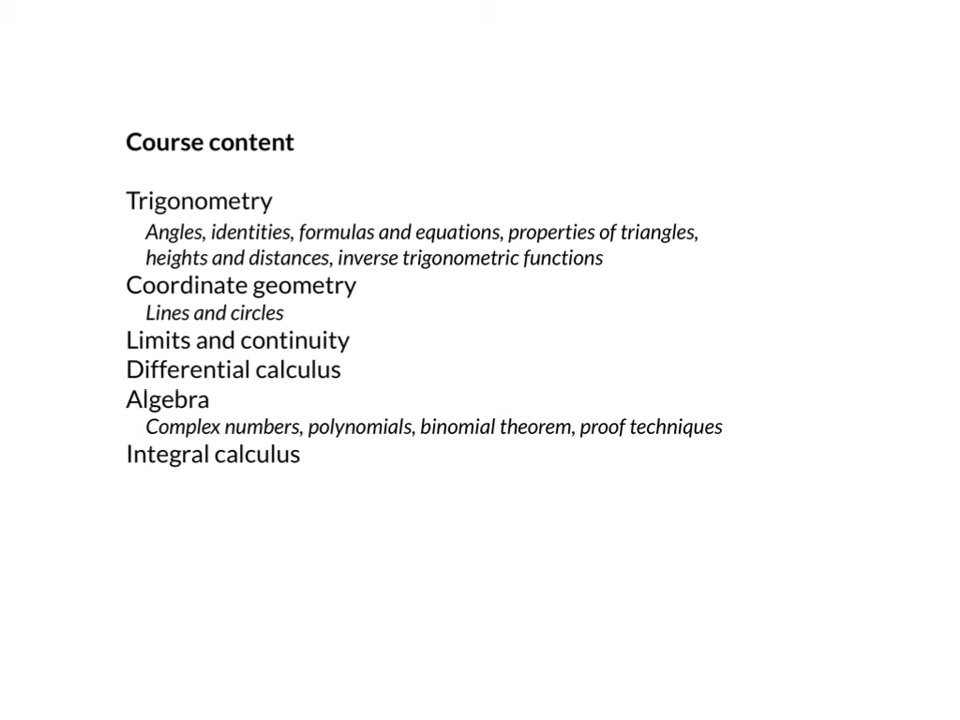 Course content
Trigonometry
Angles, identities, formulas and equations, properties of triangles,
heights and distances, inverse trigonometric functions
Coordinate geometry
Lines and circles
Limits and continuity
Differential calculus
Algebra
Complex numbers, polynomials, binomial theorem, proof techniques
Integral calculus